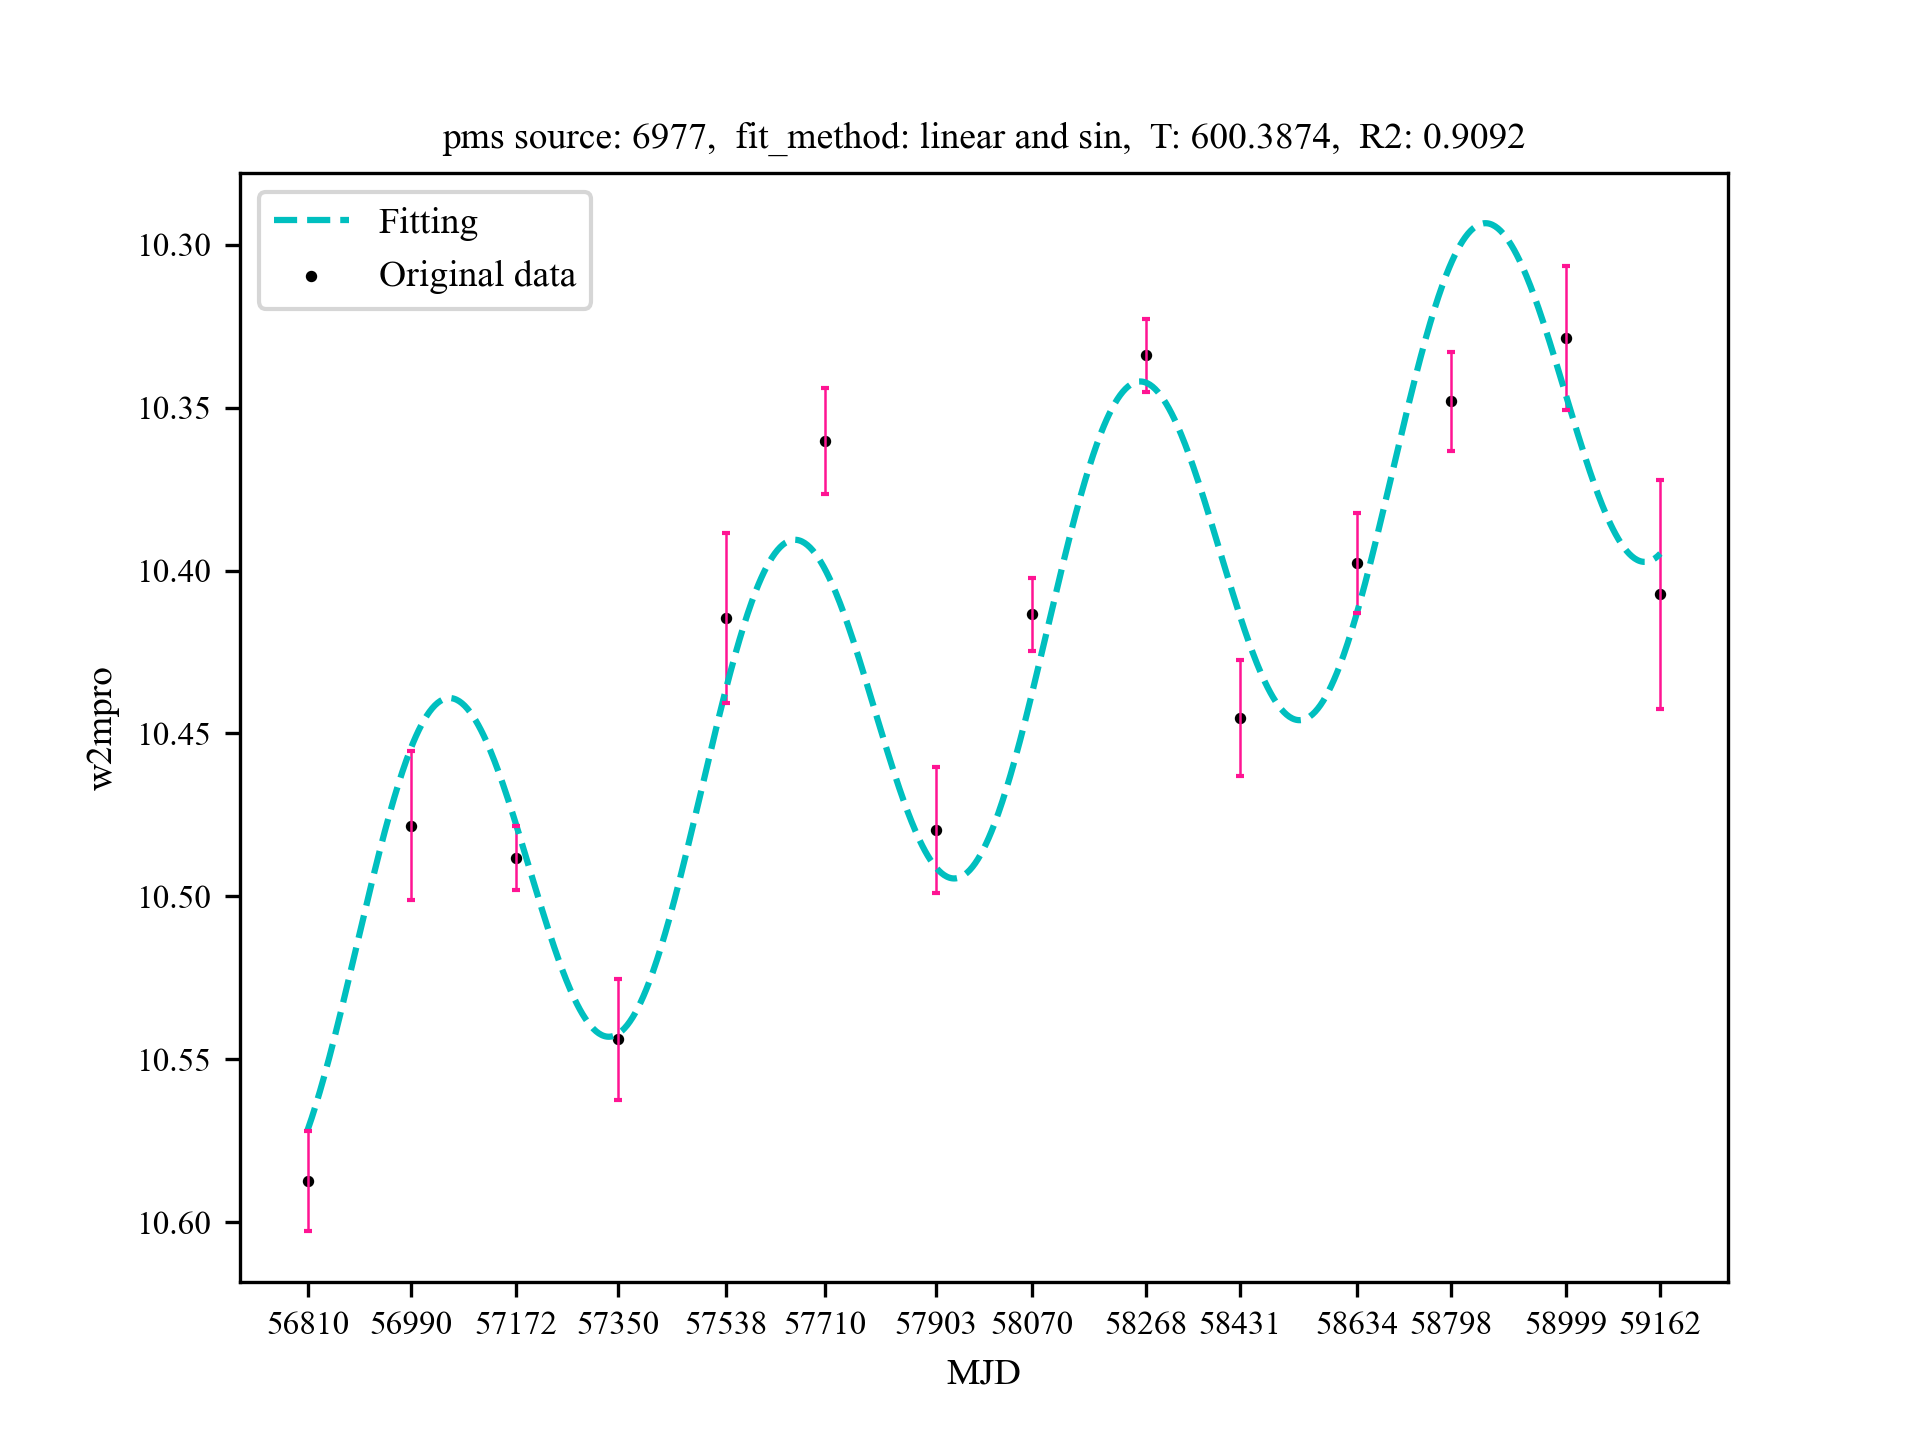 pms source: 6977,  fit_method: linear and sin,  T: 600.3874,  R2: 0.9092
Fitting
Original data
10.30
10.35
10.40
10.45
10.50
10.55
10.60
w2mpro
56810 56990 57172 57350 57538 57710 57903 58070 58268 58431 58634 58798 58999 59162
MJD